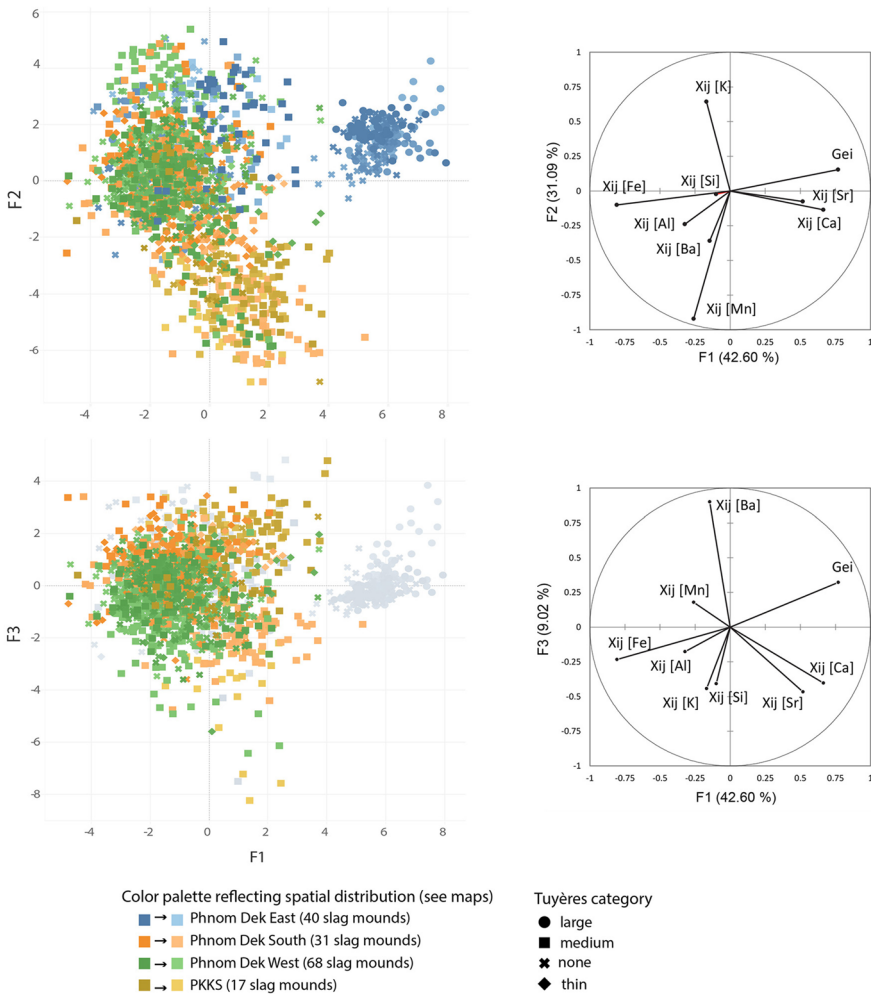 6
4
2
0
-2
-4
-6
F2
-4
-2
0
2
4
6
8
1
0.75
0.5
0.25
0
-0.25
-0.5
-0.75
-1
F2 (31.09 %)
Xij [K]
Gei
Xij [Si]
Xij [Fe]
Xij [Sr]
Xij [Al]
Xij [Ca]
Xij [Ba]
Xij [Mn]
-1
-0.75
-0.5
-0.25
0
0.25
0.5
0.75
1
F1 (42.60 %)
4
2
0
-2
-4
-6
-8
F3
-4
-2
0
2
4
6
8
F1
1
0.75
0.5
0.25
0
-0.25
-0.5
-0.75
-1
F3 (9.02 %)
Xij [Ba]
Gei
Xij [Mn]
Xij [Fe]
Xij [Al]
Xij [Ca]
Xij [K]
Xij [Si]
Xij [Sr]
-1
-0.75
-0.5
-0.25
0
0.25
0.5
0.75
1
F1 (42.60 %)
Color palette reflecting spatial distribution (see maps)
Phnom Dek East (40 slag mounds)
Phnom Dek South (31 slag mounds)
Phnom Dek West (68 slag mounds)
PKKS (17 slag mounds)
Tuyères category
large
medium
none
thin